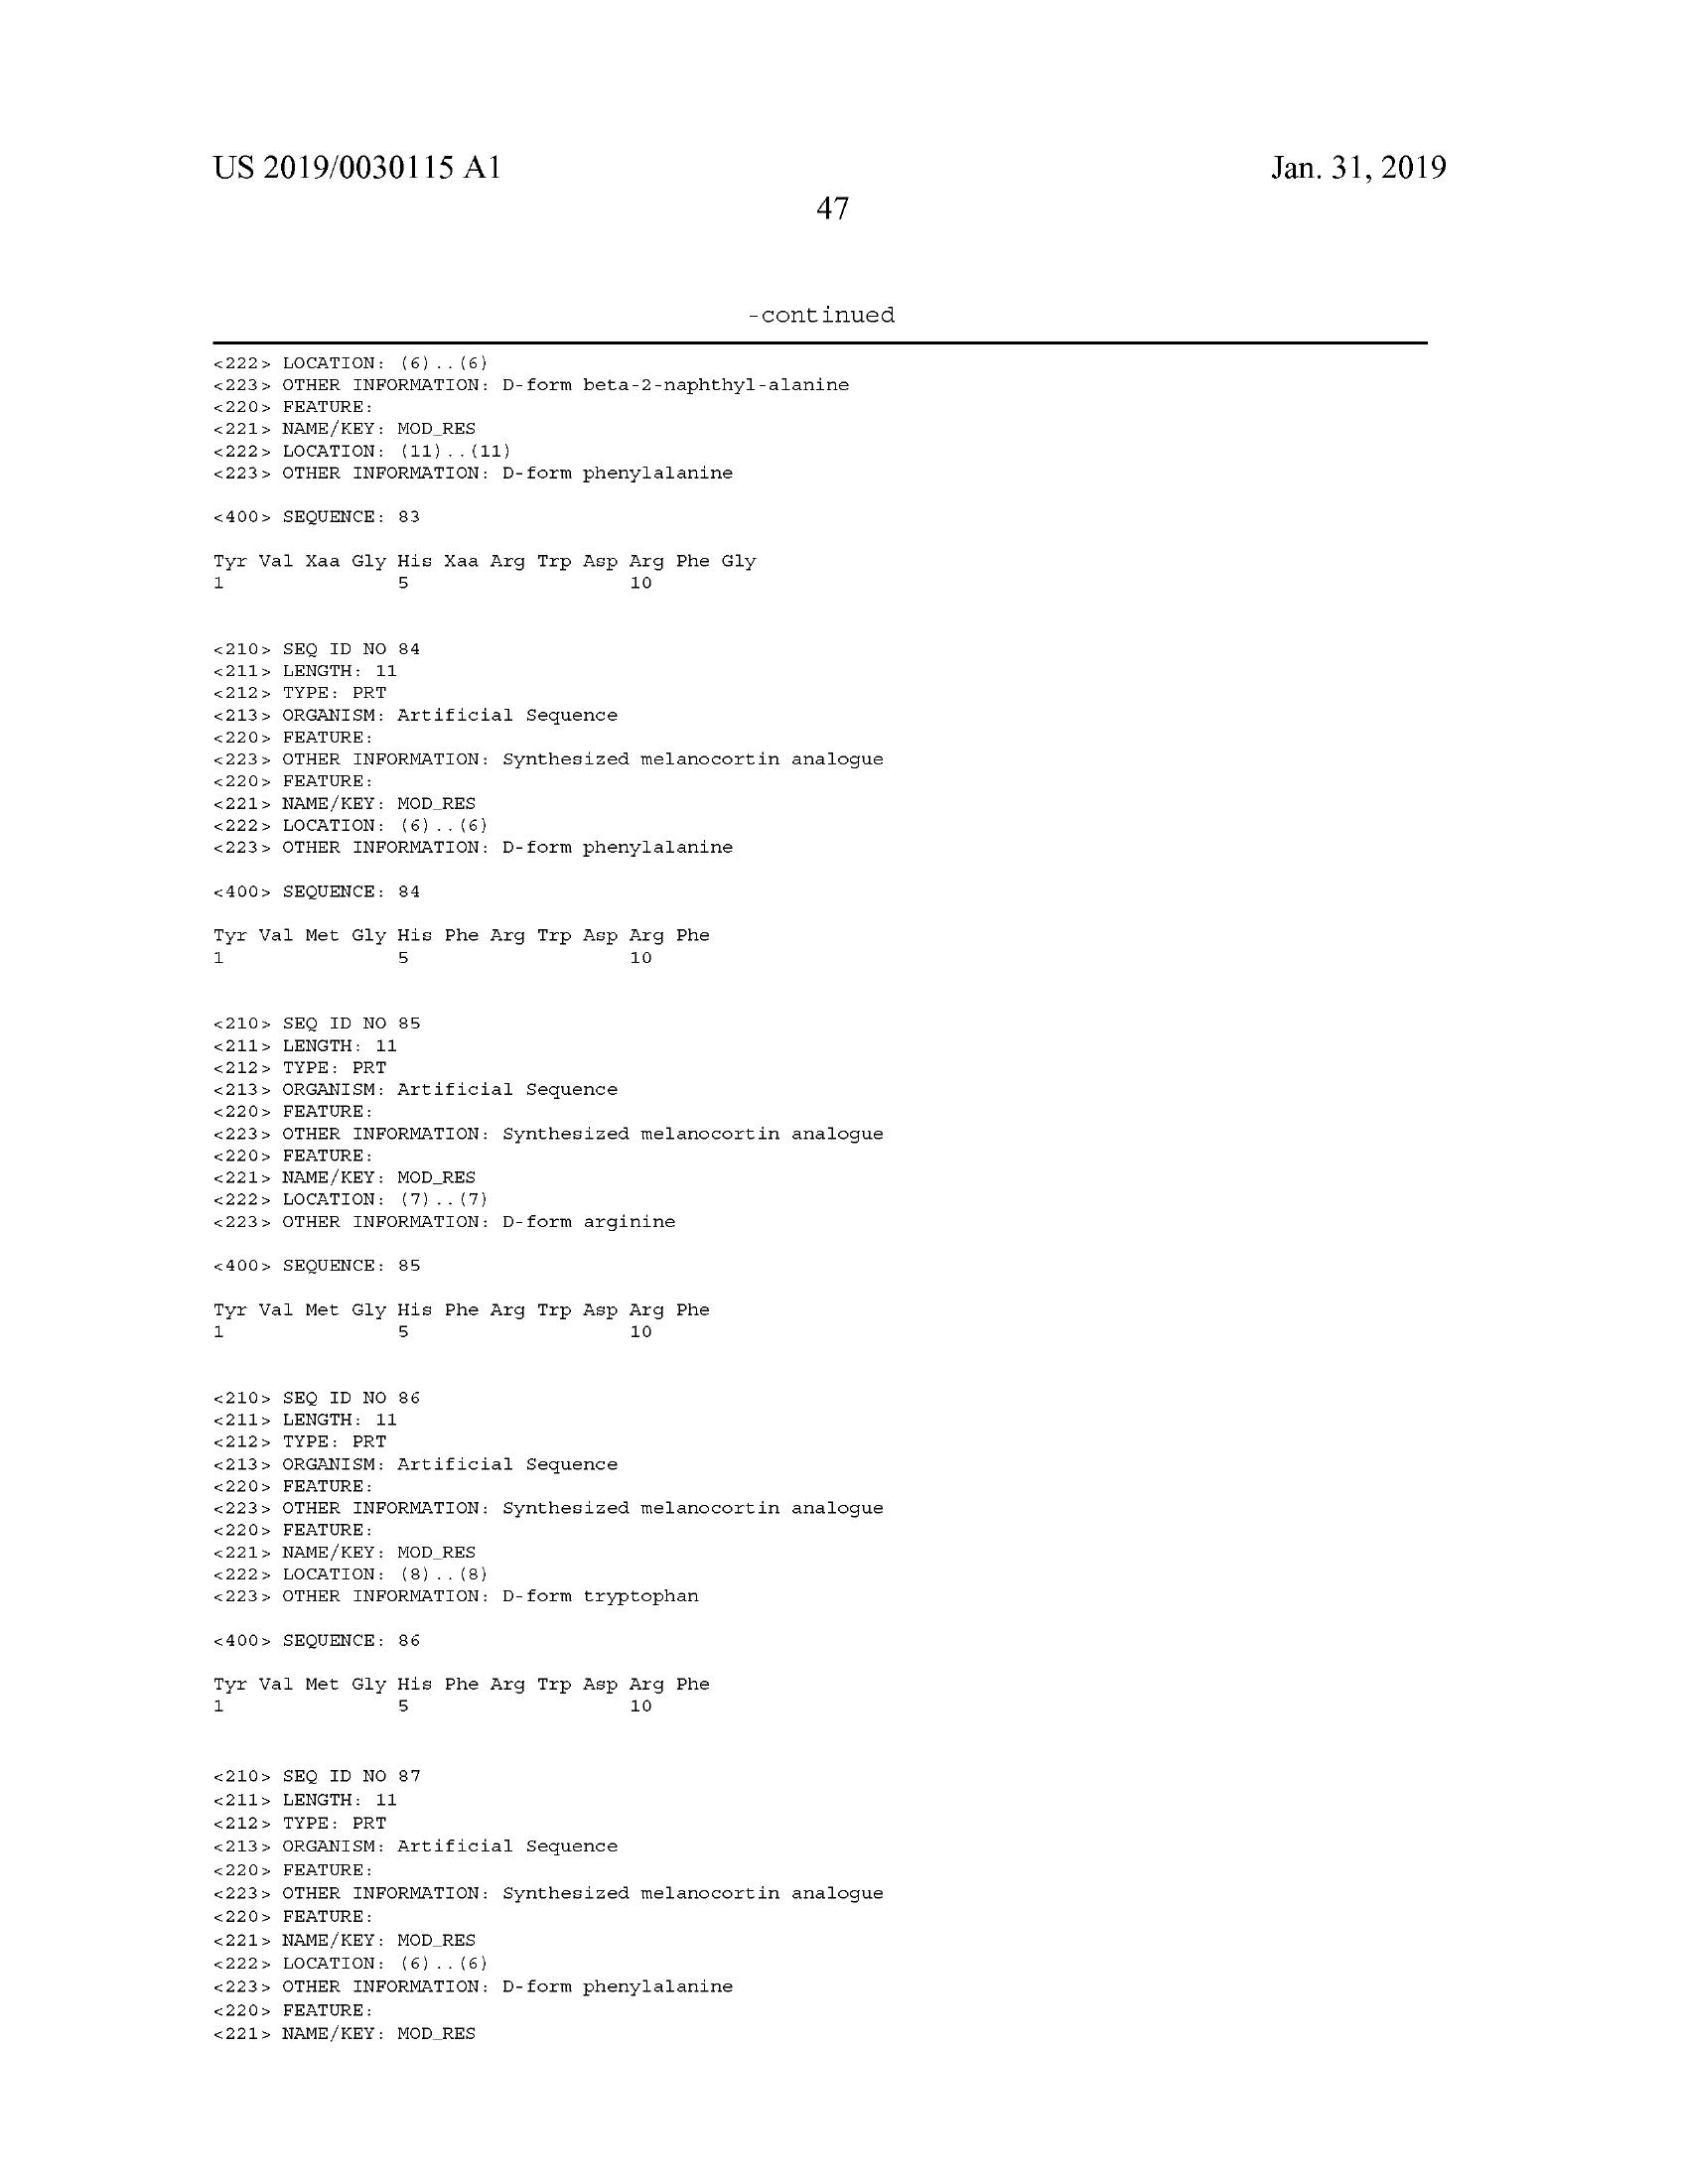 US 2019/0030115 A1 Jan. 31, 2019
47
-continued
<222> LOCATION: (6)..(6)
<223> OTHER INFORMATION: D-form beta-2-naphthyl-alanine
<220> FEATURE:
<221> NAME/KEY: MOD_RES
<222> LOCATION: (11)..(11)
<223> OTHER INFORMATION: D-form phenylalanine
<400> SEQUENCE: 83
Tyr Val Xaa Gly His Xaa Arg Trp Asp Arg Phe Gly
1 5 10
<210> SEQ ID NO 84
<211> LENGTH: 11
<212> TYPE: PRT
<213> ORGANISM: Artificial Sequence
<220> FEATURE:
<223> OTHER INFORMATION: Synthesized melanocortin analogue
<220> FEATURE:
<221> NAME/KEY: MOD_RES
<222> LOCATION: (6)..(6)
<223> OTHER INFORMATION: D-form phenylalanine
<400> SEQUENCE: 84
Tyr Val Met Gly His Phe Arg Trp Asp Arg Phe
1 5 10
<210> SEQ ID NO 85
<211> LENGTH: 11
<212> TYPE: PRT
<213> ORGANISM: Artificial Sequence
<220> FEATURE:
<223> OTHER INFORMATION: Synthesized melanocortin analogue
<220> FEATURE:
<221> NAME/KEY: MOD_RES
<222> LOCATION: (7)..(7)
<223> OTHER INFORMATION: D-form arginine
<400> SEQUENCE: 85
Tyr Val Met Gly His Phe Arg Trp Asp Arg Phe
1 5 10
<210> SEQ ID NO 86
<211> LENGTH: 11
<212> TYPE: PRT
<213> ORGANISM: Artificial Sequence
<220> FEATURE:
<223> OTHER INFORMATION: Synthesized melanocortin analogue
<220> FEATURE:
<221> NAME/KEY: MOD_RES
<222> LOCATION: (8)..(8)
<223> OTHER INFORMATION: D-form tryptophan
<400> SEQUENCE: 86
Tyr Val Met Gly His Phe Arg Trp Asp Arg Phe
1 5 10
<210> SEQ ID NO 87
<211> LENGTH: 11
<212> TYPE: PRT
<213> ORGANISM: Artificial Sequence
<220> FEATURE:
<223> OTHER INFORMATION: Synthesized melanocortin analogue
<220> FEATURE:
<221> NAME/KEY: MOD_RES
<222> LOCATION: (6)..(6)
<223> OTHER INFORMATION: D-form phenylalanine
<220> FEATURE:
<221> NAME/KEY: MOD_RES